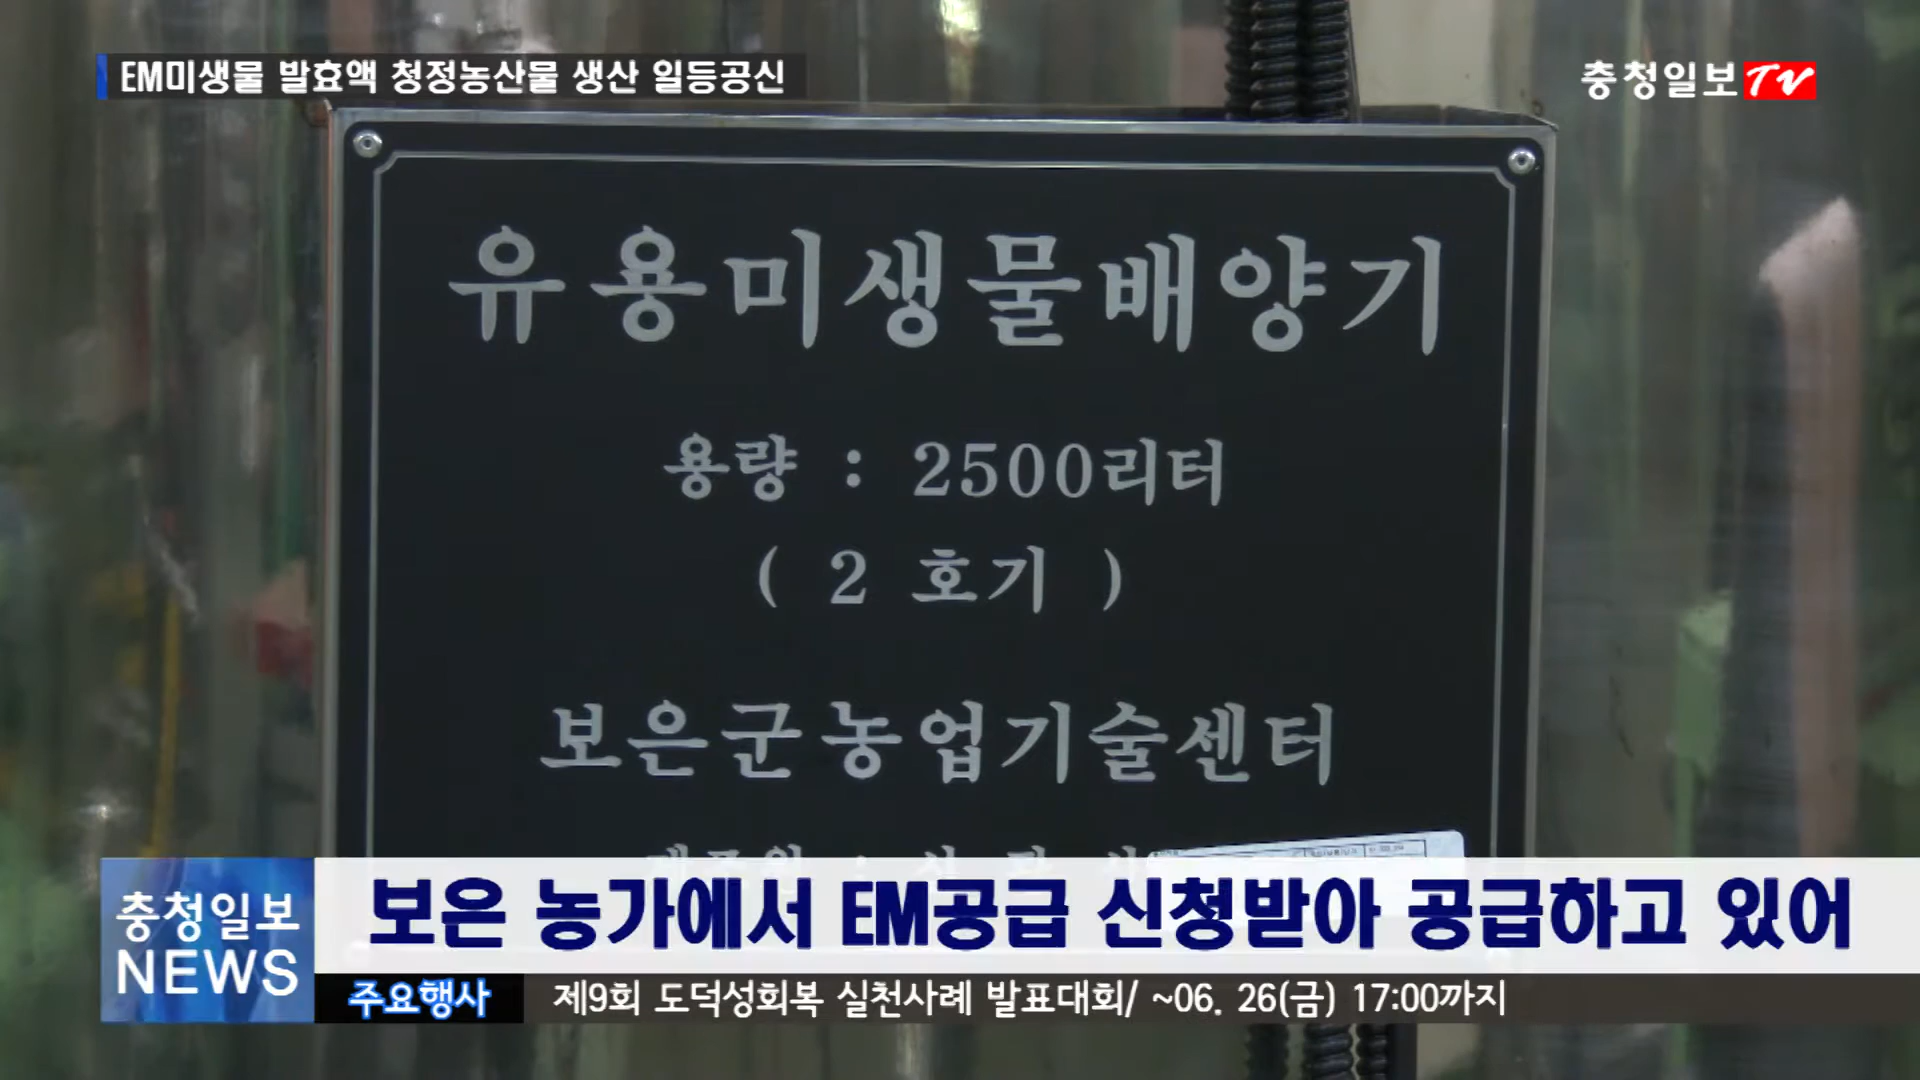 EM미생물 발효액 청정농산물 생산 일등공신
충청일보TV
유용미생물배양기
용량 : 2500리터
( 2 호기 )
보은군농업기술센터
충청일보
NEWS
보은 농가에서 EM공급 신청받아 공급하고 있어
주요행사
제9회 도덕성회복 실천사례 발표대회/ ~06. 26(금) 17:00까지